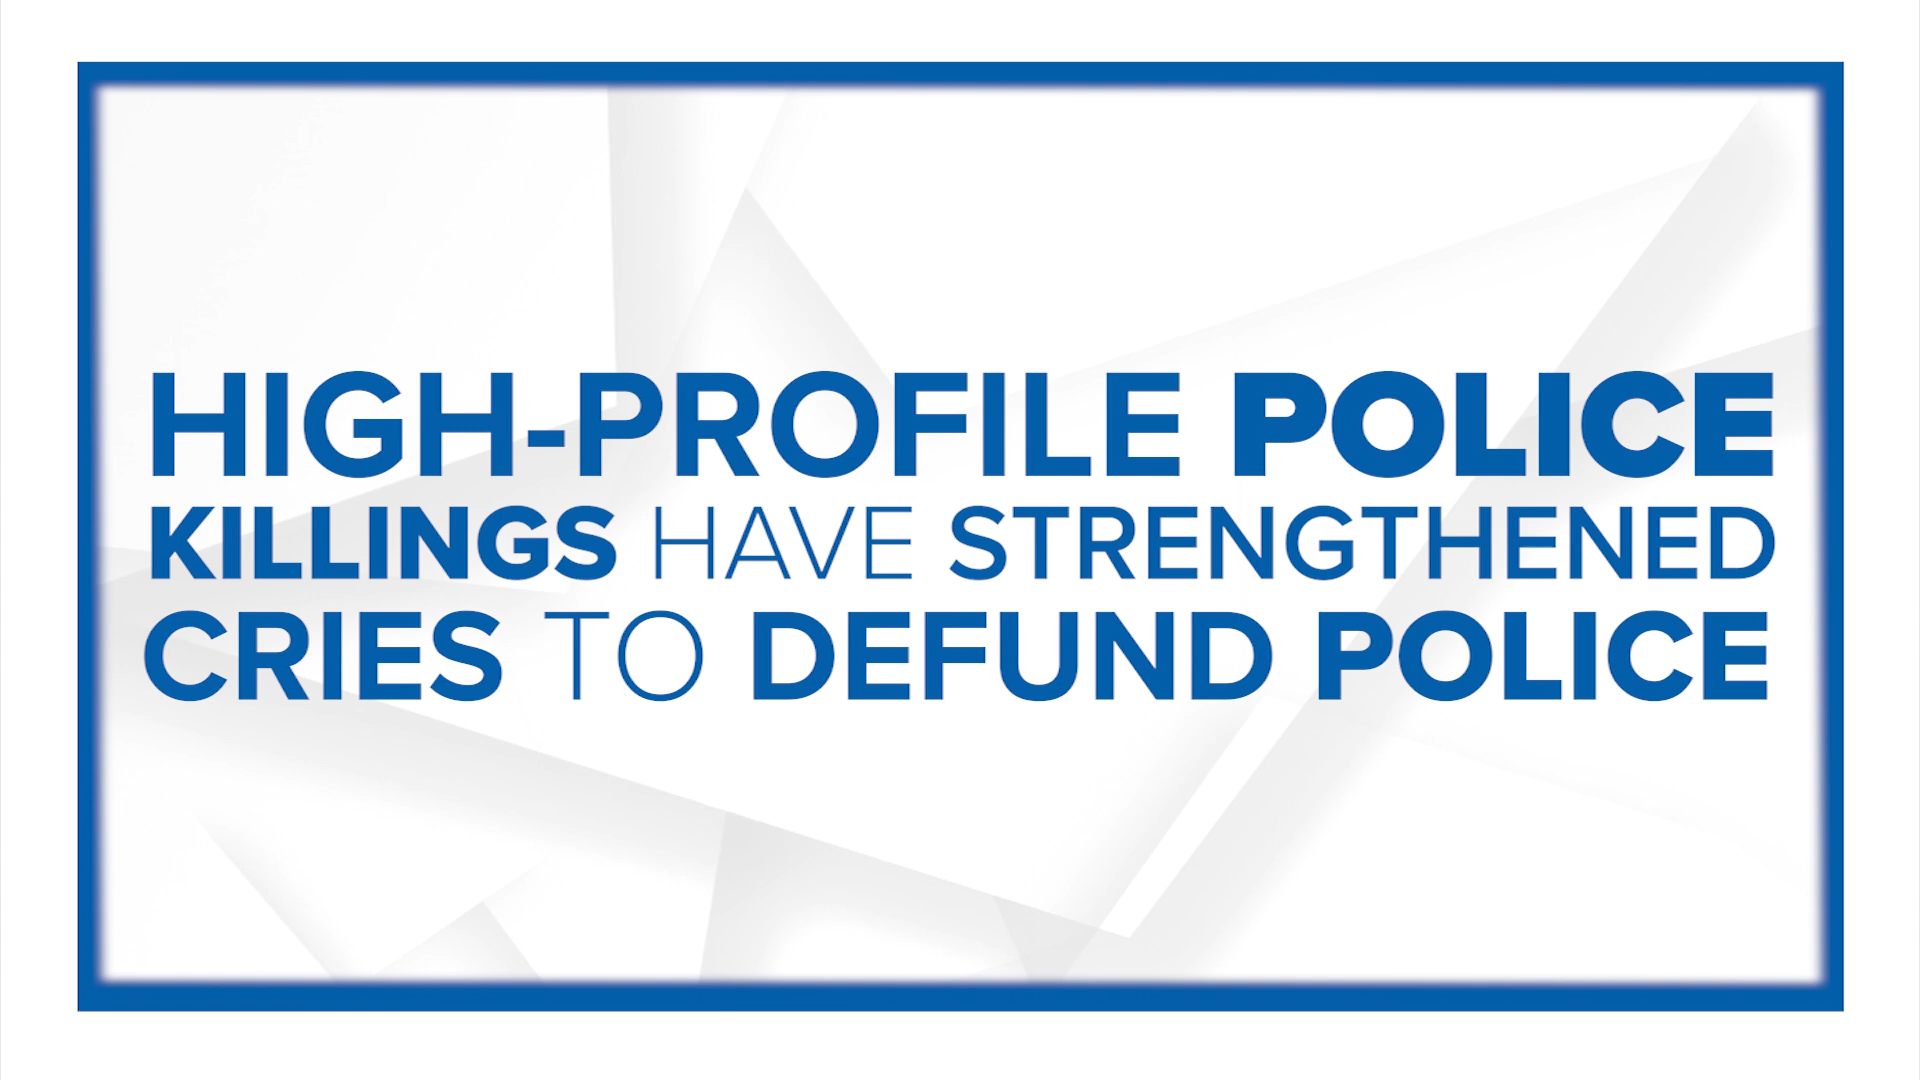 HIGH-PROFILE POLICE
KILLINGS HAVE STRENGTHENED
CRIES TO DEFUND POLICE